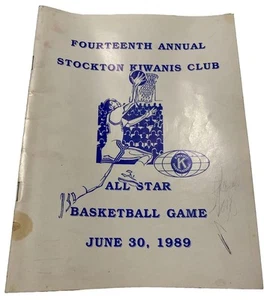 FOURTEENTH ANNUAL
STOCKTON KIWANIS CLUB
K
ALL STAR
BASKETBALL GAME
JUNE 30, 1989